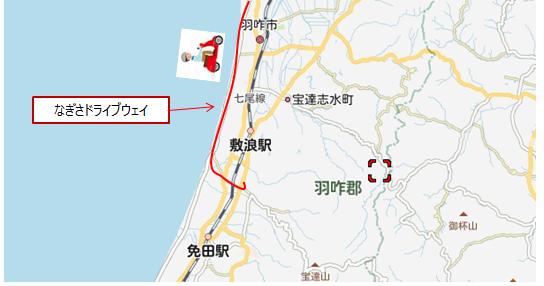 羽咋市
なぎさドライブウェイ
七尾線
宝達志水町
敷浪駅
羽咋郡
御杯山
免田駅
宝達山